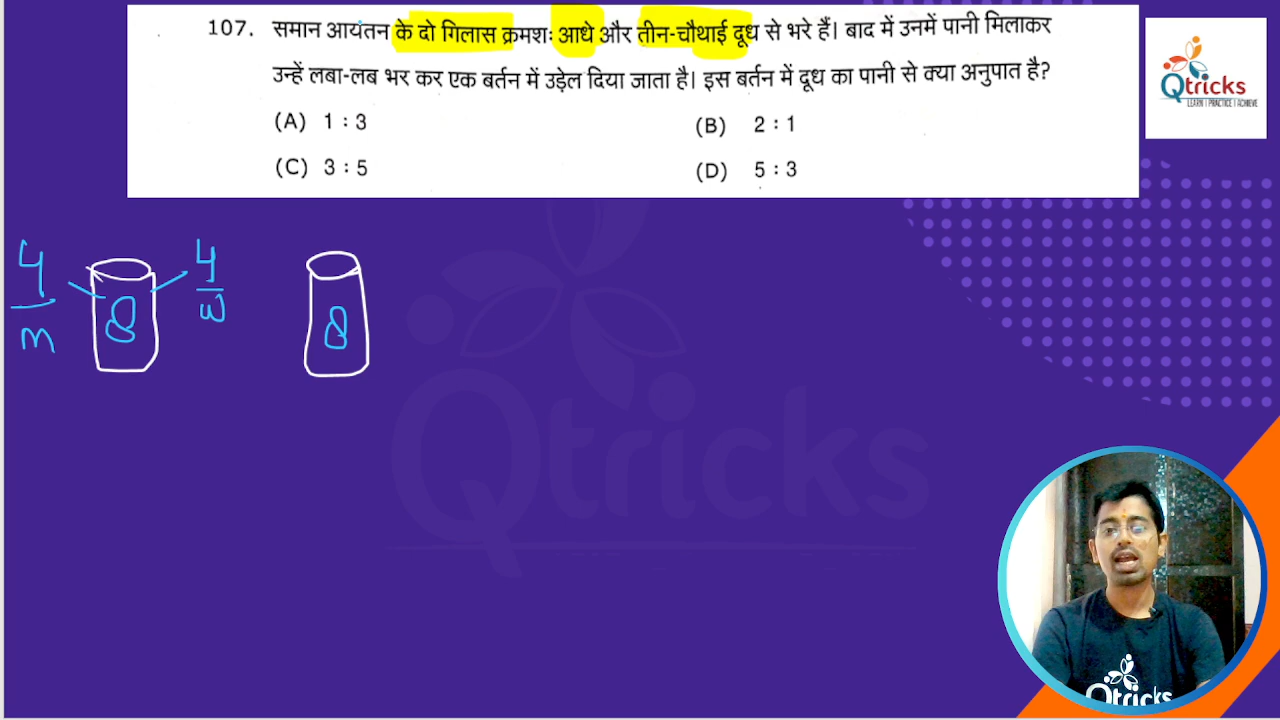 107. समान आयतन के दो गिलास क्रमशः आधे और तीन-चौथाई दूध से भरे हैं। बाद में उनमें पानी मिलाकर
उन्हें लबा-लब भर कर एक बर्तन में उड़ेल दिया जाता है। इस बर्तन में दूध का पानी से क्या अनुपात है?
(A) 1 : 3
(B) 2 : 1
(C) 3 : 5
(D) 5 : 3
Qtricks
LEARN | PRACTICE | ACHIEVE
4
m
8
4
w
8
Qtricks
Qtricks